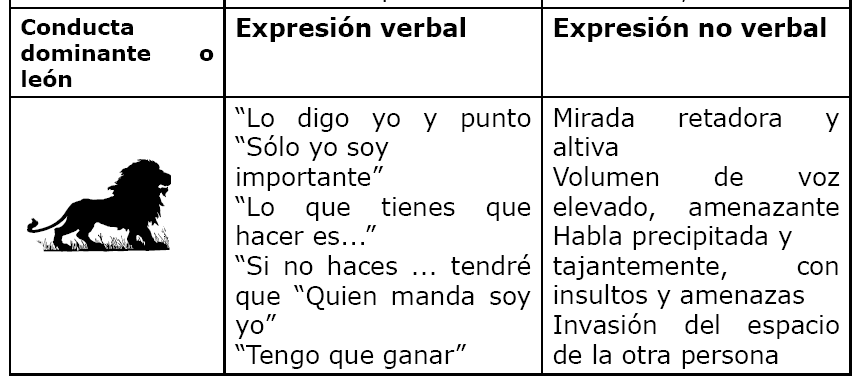 Conducta
dominante o
león
Expresión verbal
Expresión no verbal
“Lo digo yo y punto
“Sólo yo soy
importante”
“Lo que tienes que
hacer es...”
“Si no haces ... tendré
que “Quien manda soy
yo”
“Tengo que ganar”
Mirada retadora y
altiva
Volumen de voz
elevado, amenazante
Habla precipitada y
tajantemente, con
insultos y amenazas
Invasión del espacio
de la otra persona